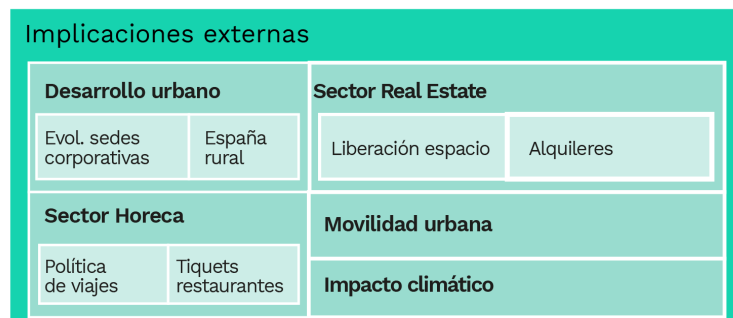 Implicaciones externas
Desarrollo urbano
Evol. sedes
corporativas
España
rural
Sector Real Estate
Liberación espacio
Alquileres
Sector Horeca
Política
de viajes
Tiquets
restaurantes
Movilidad urbana
Impacto climático